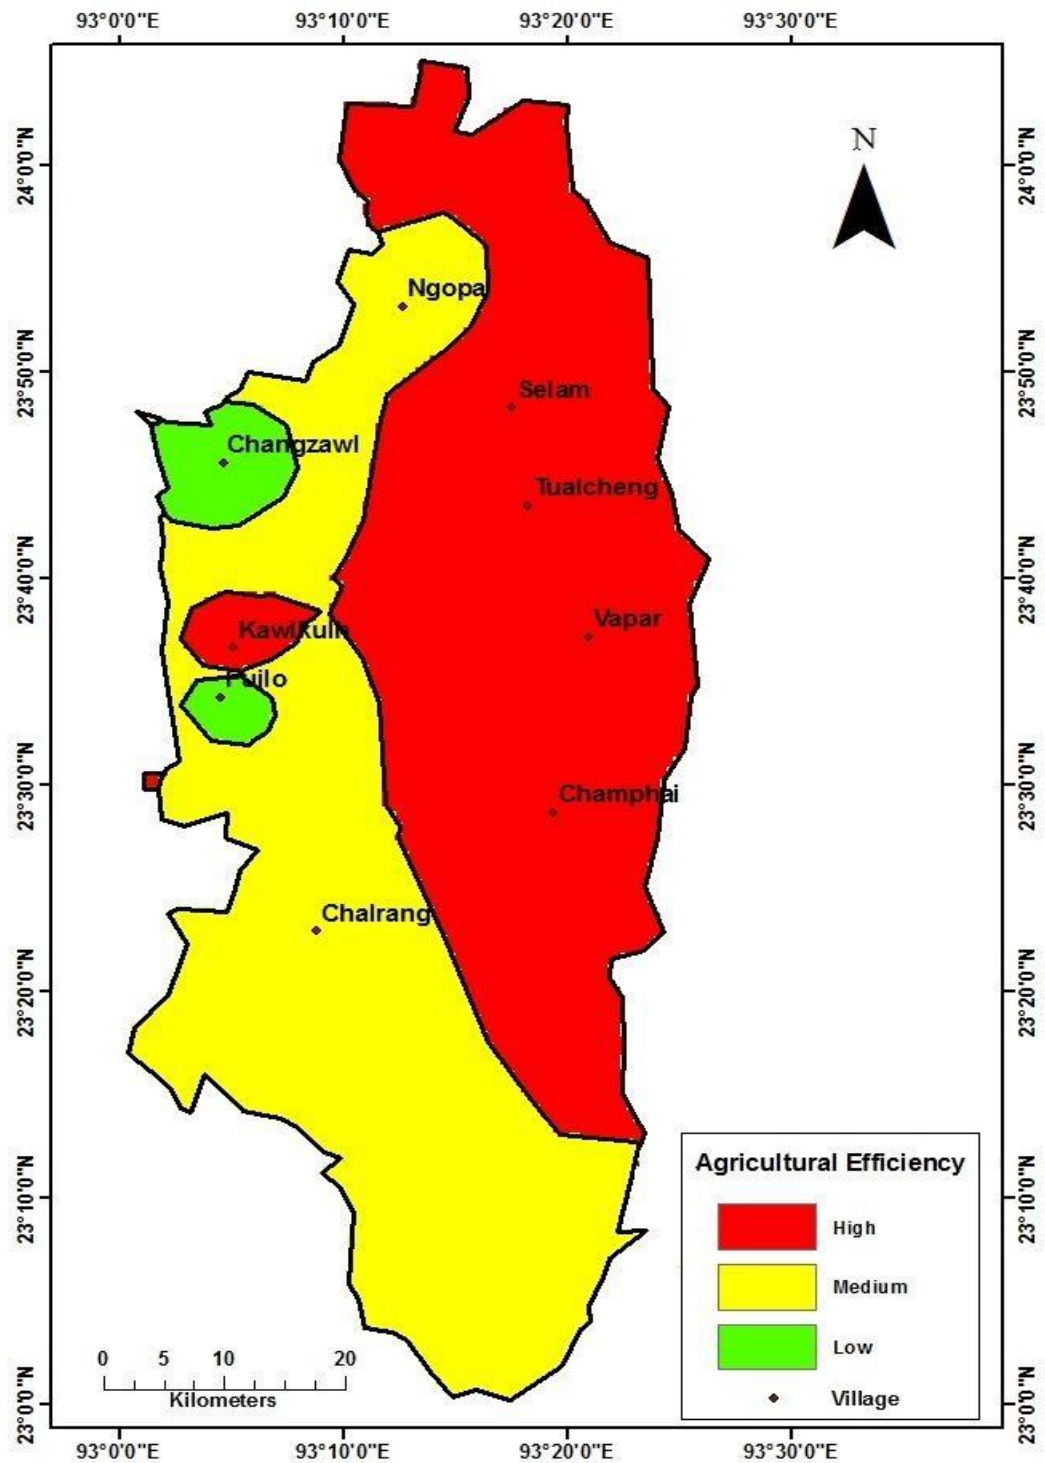 93°0'0"E 93°10'0"E 93°20'0"E 93°30'0"E
24°0'0"N 24°0'0"N
N
Ngopa
23°50'0"N 23°50'0"N
Selam
Changzawl
Tualcheng
23°40'0"N 23°40'0"N
Vapar
Kawlkulh
Puilo
23°30'0"N 23°30'0"N
Champhai
Chalrang
23°20'0"N 23°20'0"N
23°10'0"N 23°10'0"N
Agricultural Efficiency
High
Medium
Low
Village
0 5 10 20
Kilometers
23°0'0"N 23°0'0"N
93°0'0"E 93°10'0"E 93°20'0"E 93°30'0"E